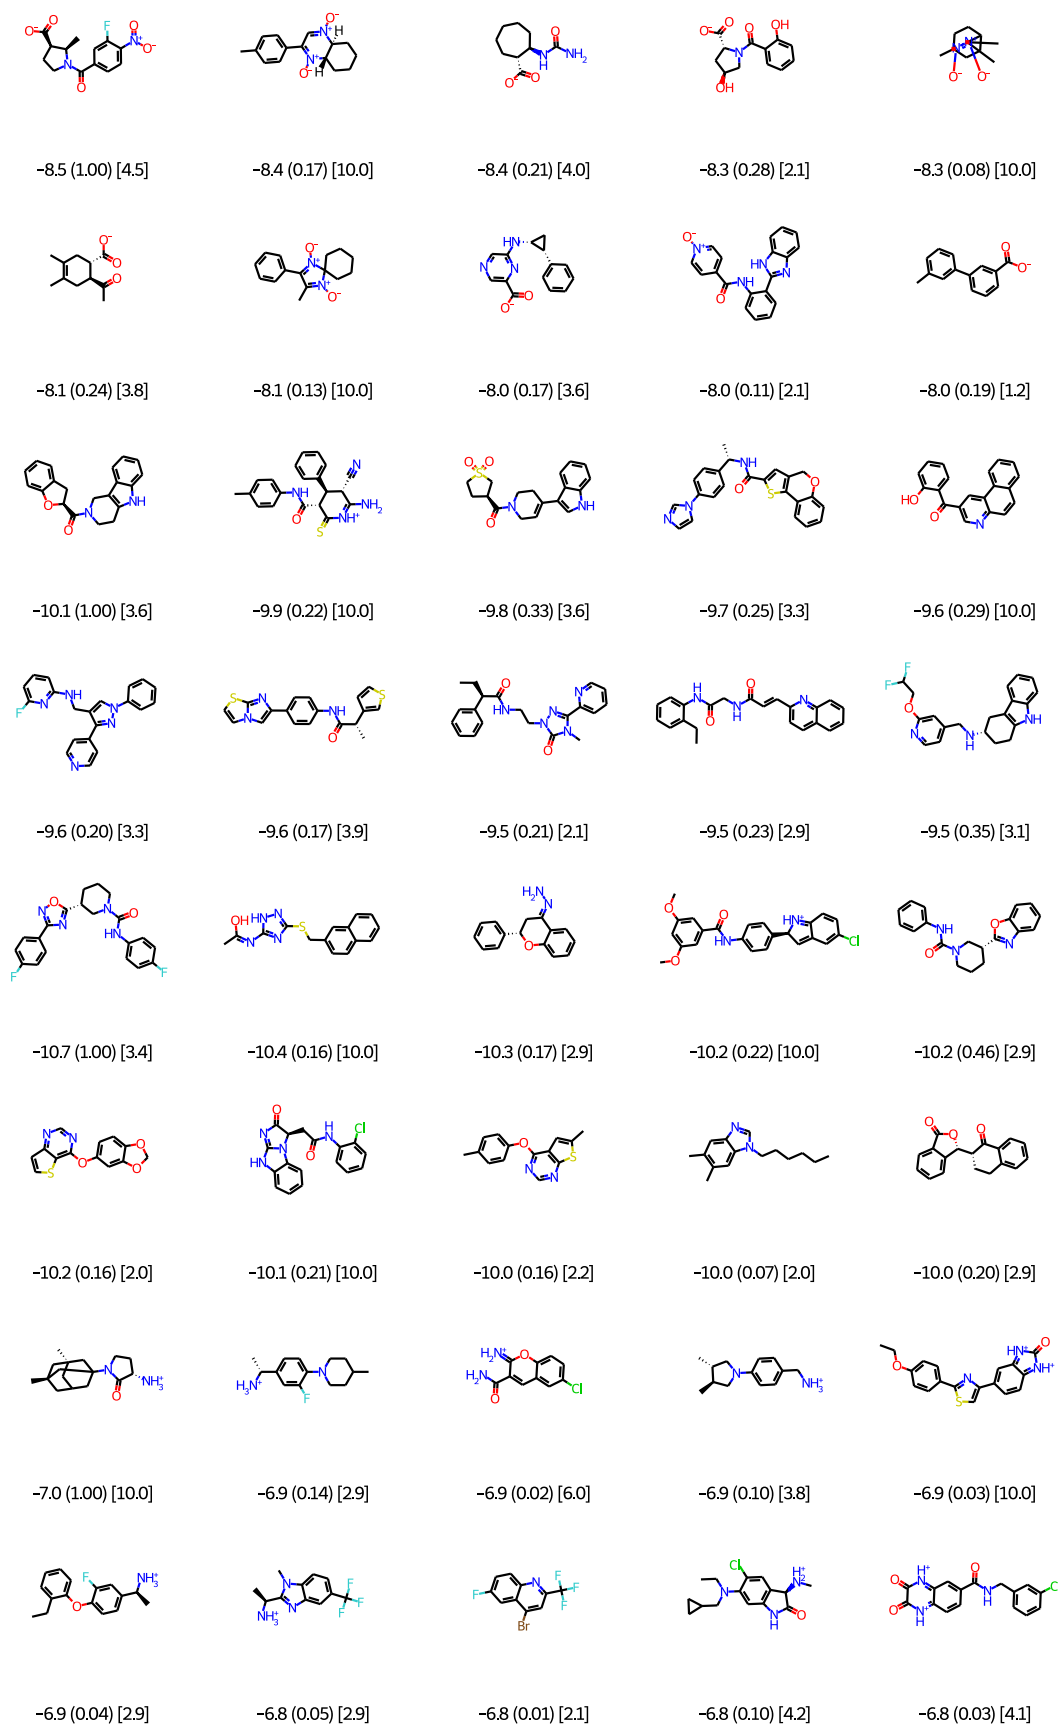 −8.5 (1.00) [4.5] −8.4 (0.17) [10.0] −8.4 (0.21) [4.0] −8.3 (0.28) [2.1] −8.3 (0.08) [10.0]
−8.1 (0.24) [3.8] −8.1 (0.13) [10.0] −8.0 (0.17) [3.6] −8.0 (0.11) [2.1] −8.0 (0.19) [1.2]
−10.1 (1.00) [3.6] −9.9 (0.22) [10.0] −9.8 (0.33) [3.6] −9.7 (0.25) [3.3] −9.6 (0.29) [10.0]
−9.6 (0.20) [3.3] −9.6 (0.17) [3.9] −9.5 (0.21) [2.1] −9.5 (0.23) [2.9] −9.5 (0.35) [3.1]
−10.7 (1.00) [3.4] −10.4 (0.16) [10.0] −10.3 (0.17) [2.9] −10.2 (0.22) [10.0] −10.2 (0.46) [2.9]
−10.2 (0.16) [2.0] −10.1 (0.21) [10.0] −10.0 (0.16) [2.2] −10.0 (0.07) [2.0] −10.0 (0.20) [2.9]
−7.0 (1.00) [10.0] −6.9 (0.14) [2.9] −6.9 (0.02) [6.0] −6.9 (0.10) [3.8] −6.9 (0.03) [10.0]
−6.9 (0.04) [2.9] −6.8 (0.05) [2.9] −6.8 (0.01) [2.1] −6.8 (0.10) [4.2] −6.8 (0.03) [4.1]